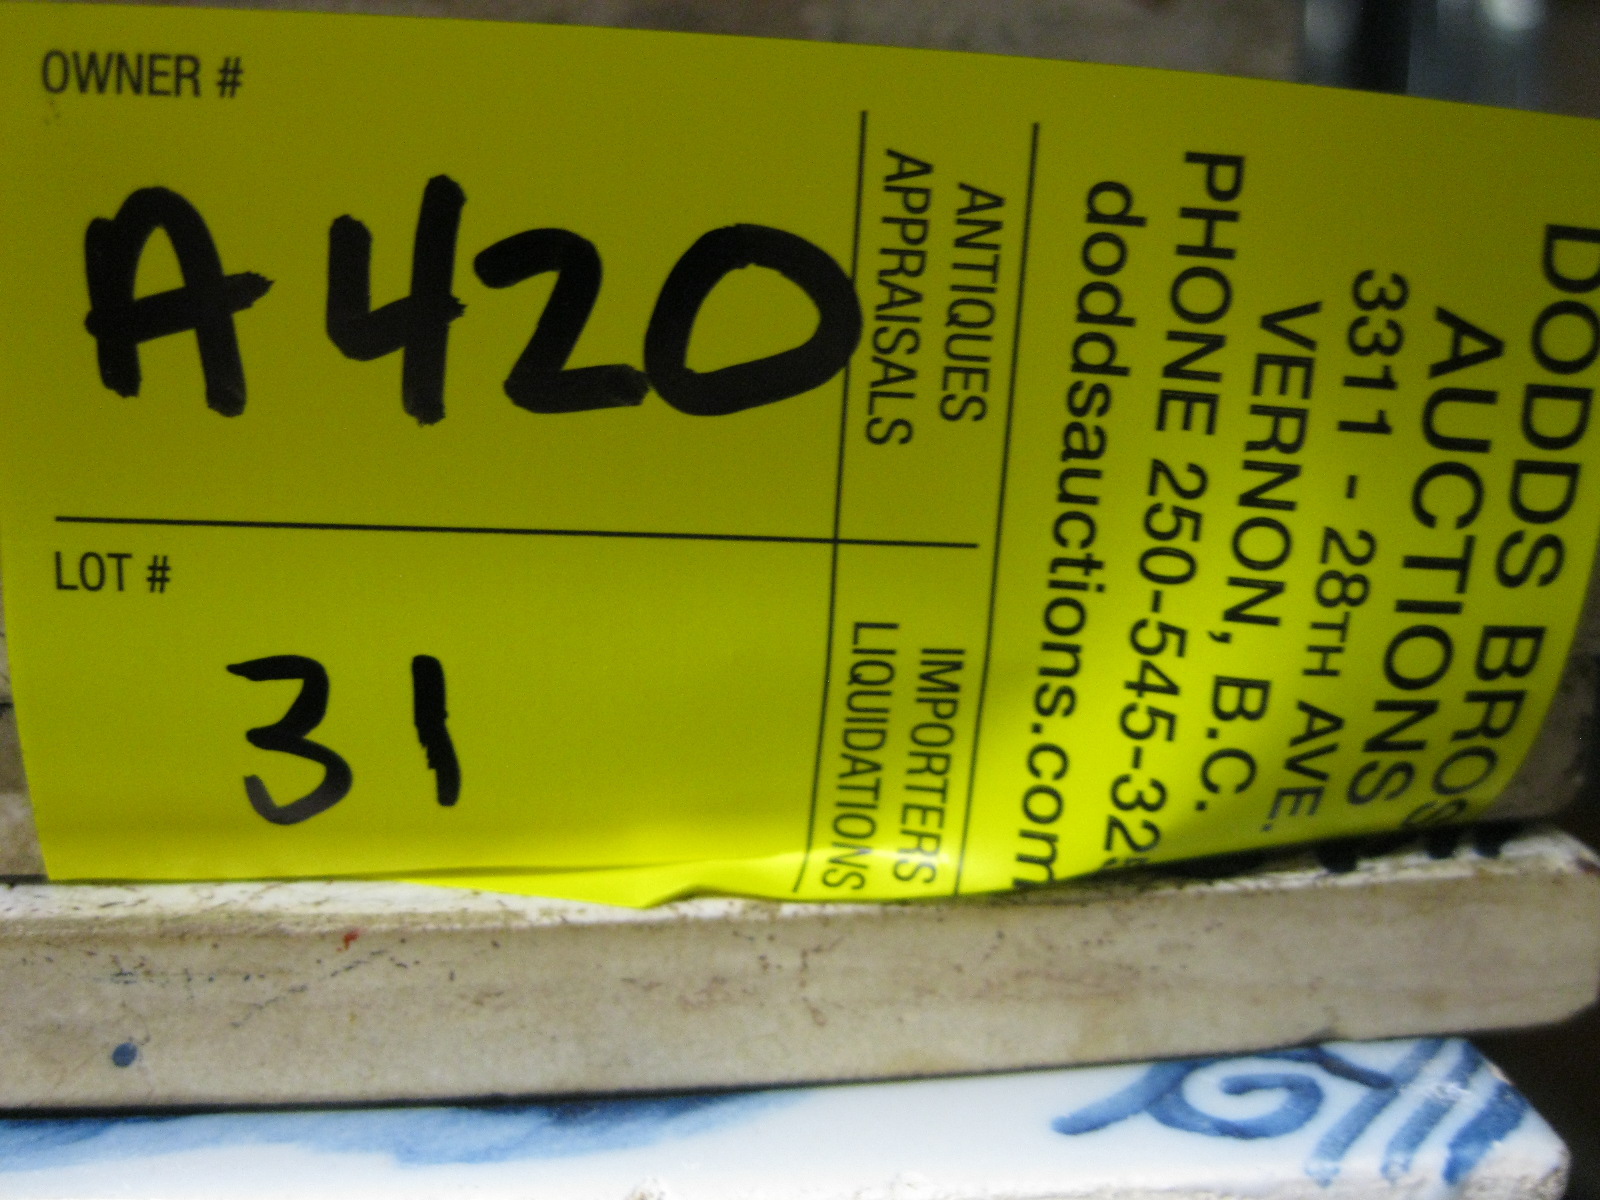 OWNER #
A420
LOT #
31
ANTIQUES
APPRAISALS
IMPORTERS
LIQUIDATIONS
DODDS BROS
AUCTIONS
3311 - 28TH AVE.
VERNON, B.C.
PHONE 250-545-32
doddsauctions.com